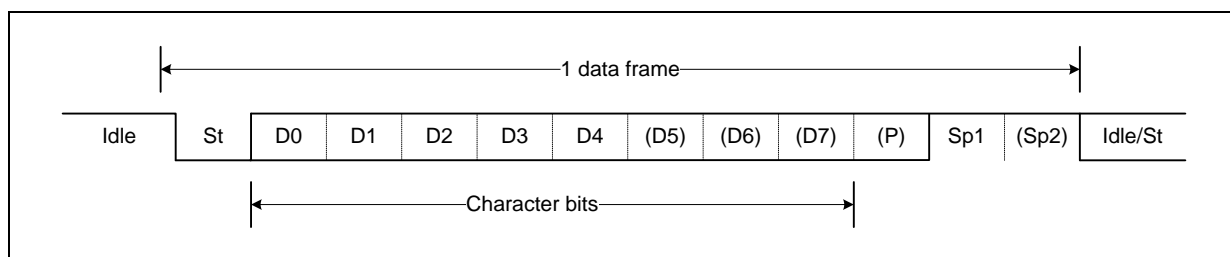 1 data frame
Idle St D0 D1 D2 D3 D4 (D5) (D6) (D7) (P) Sp1 (Sp2) Idle/St
Character bits